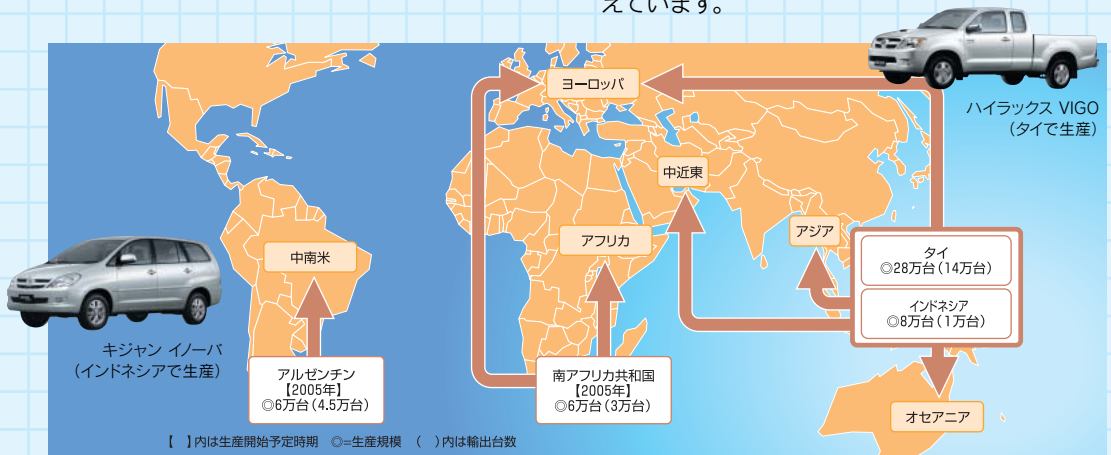 えています。
ハイラックス VIGO
（タイで生産）
ヨーロッパ
中近東
アジア
アフリカ
中南米
タイ
◎28万台（14万台）
インドネシア
◎8万台（1万台）
キジャン イノーバ
（インドネシアで生産）
アルゼンチン
【2005年】
◎6万台（4.5万台）
南アフリカ共和国
【2005年】
◎6万台（3万台）
オセアニア
【　】内は生産開始予定時期　◎=生産規模　（　）内は輸出台数